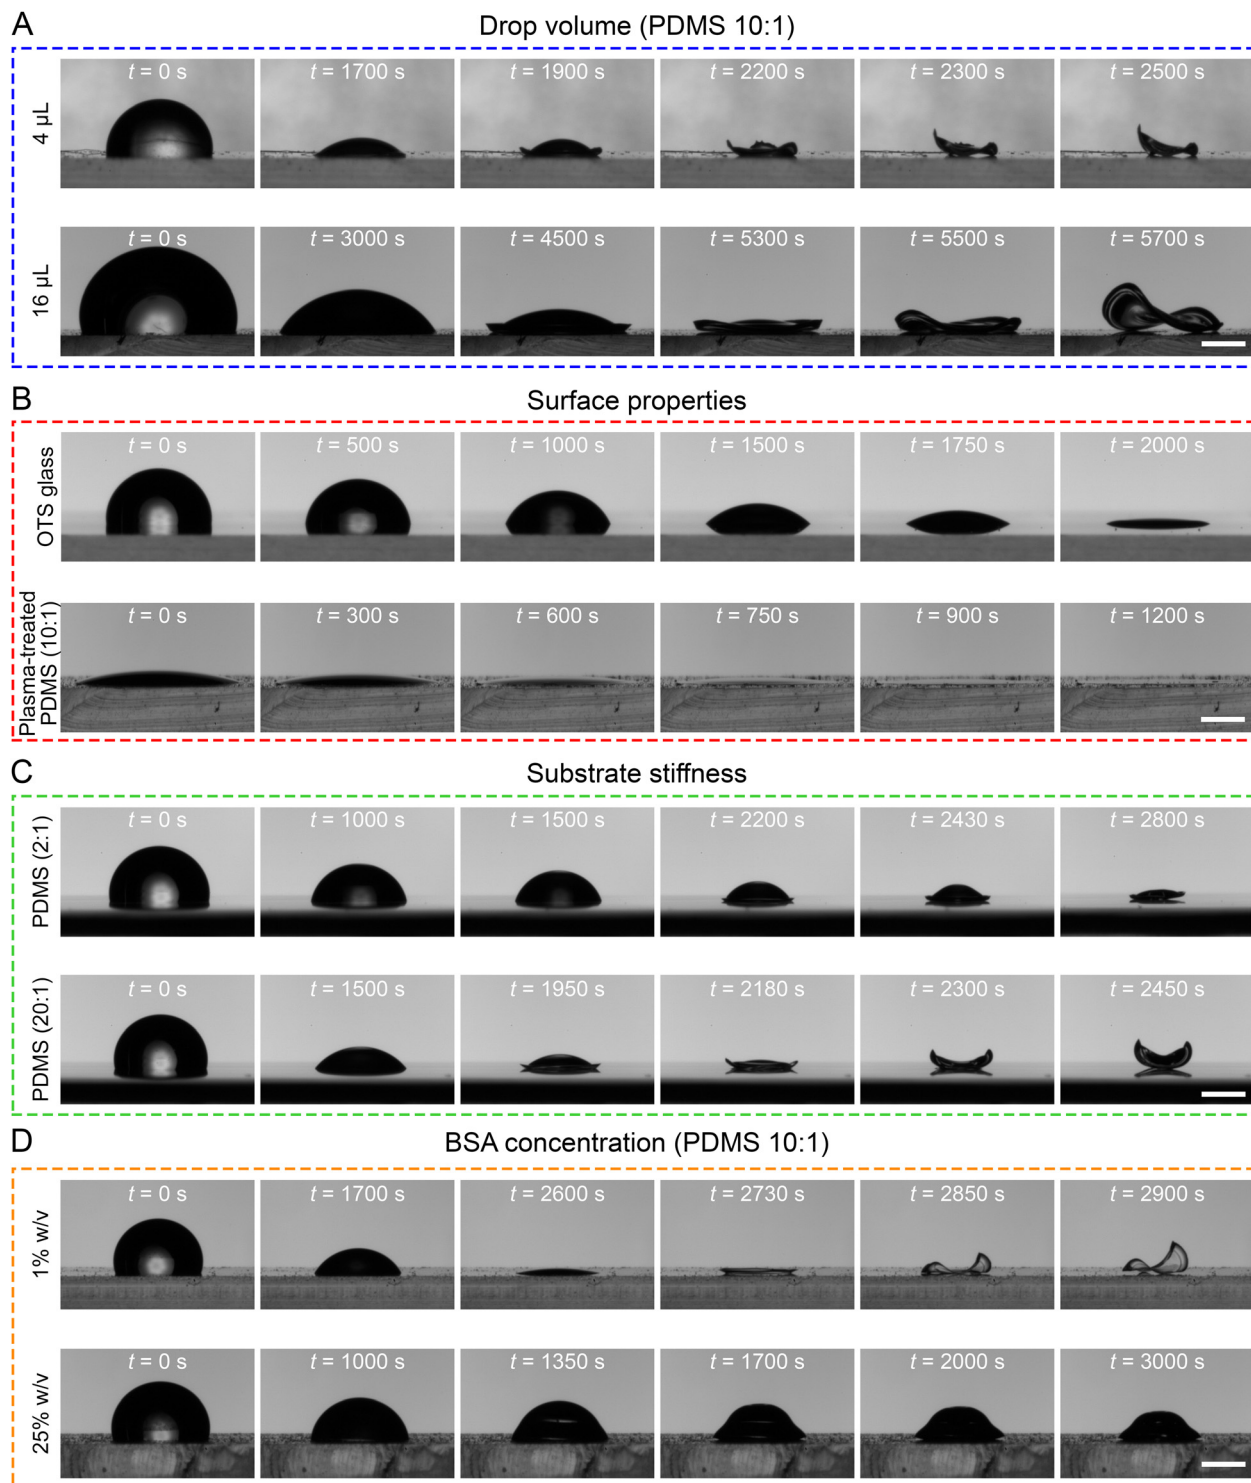 A
Drop volume (PDMS 10:1)
4 µL
t = 0 s
t = 1700 s
t = 1900 s
t = 2200 s
t = 2300 s
t = 2500 s
16 µL
t = 0 s
t = 3000 s
t = 4500 s
t = 5300 s
t = 5500 s
t = 5700 s
B
Surface properties
OTS glass
t = 0 s
t = 500 s
t = 1000 s
t = 1500 s
t = 1750 s
t = 2000 s
Plasma-treated
PDMS (10:1)
t = 0 s
t = 300 s
t = 600 s
t = 750 s
t = 900 s
t = 1200 s
C
Substrate stiffness
PDMS (2:1)
t = 0 s
t = 1000 s
t = 1500 s
t = 2200 s
t = 2430 s
t = 2800 s
PDMS (20:1)
t = 0 s
t = 1500 s
t = 1950 s
t = 2180 s
t = 2300 s
t = 2450 s
D
BSA concentration (PDMS 10:1)
1% w/v
t = 0 s
t = 1700 s
t = 2600 s
t = 2730 s
t = 2850 s
t = 2900 s
25% w/v
t = 0 s
t = 1000 s
t = 1350 s
t = 1700 s
t = 2000 s
t = 3000 s